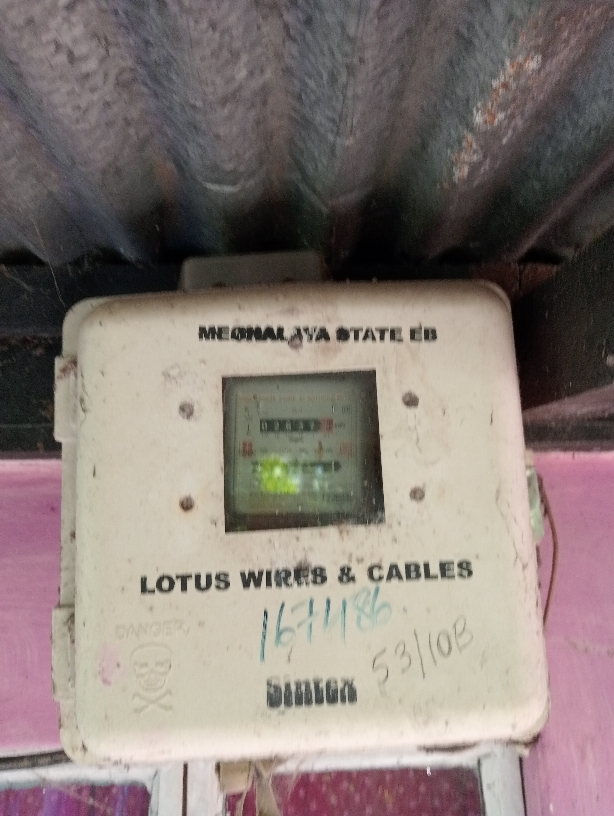 MEGHALAYA STATE EB
LOTUS WIRES & CABLES
167486
DANGER
53/10B
Sintex